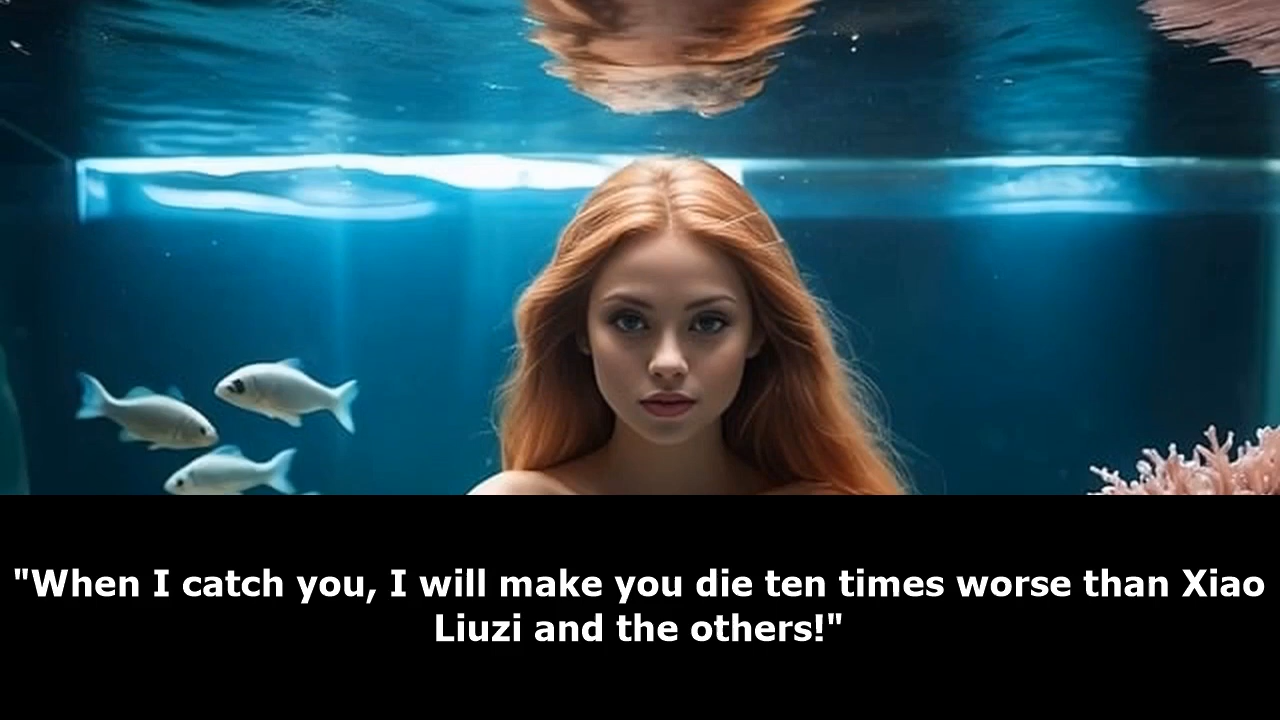 "When I catch you, I will make you die ten times worse than Xiao
Liuzi and the others!"